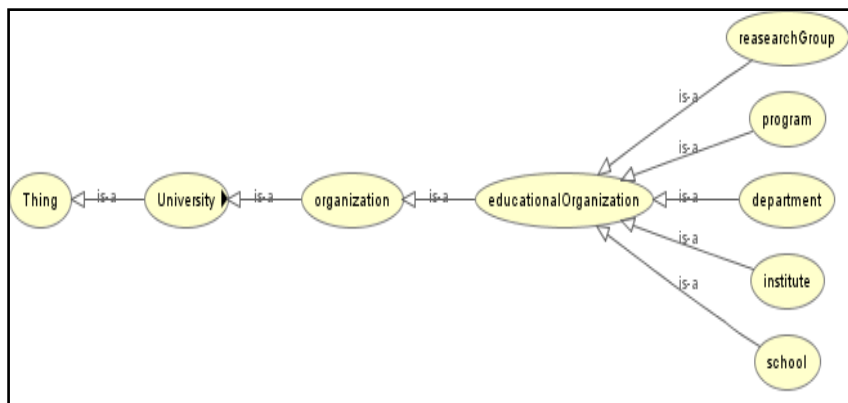 reasearchGroup
is-a
program
is-a
Thing
is-a
University
is-a
organization
is-a
educationalOrganization
is-a
department
is-a
institute
is-a
school